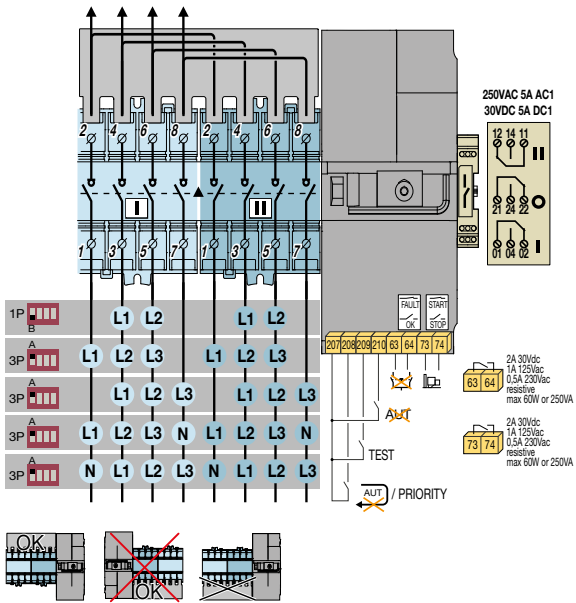 250VAC 5A AC1
30VDC 5A DC1
12 14 11
II
21 24 22
O
01 04 02
I
2 4 6 8 2 4 6 8
I II
1 3 5 7 1 3 5 7
FAULT START
OK STOP
207 208 209 210 63 64 73 74
1P B L1 L2 L1 L2
3P A L1 L2 L3 L1 L2 L3
3P A L1 L2 L3 L1 L2 L3
3P A L1 L2 L3 N L1 L2 L3 N
3P A N L1 L2 L3 N L1 L2 L3
AUT
TEST
AUT / PRIORITY
63 64
2A 30Vdc
1A 125Vac
0,5A 230Vac
resistive
max 60W or 250VA
73 74
2A 30Vdc
1A 125Vac
0,5A 230Vac
resistive
max 60W or 250VA
OK
OK